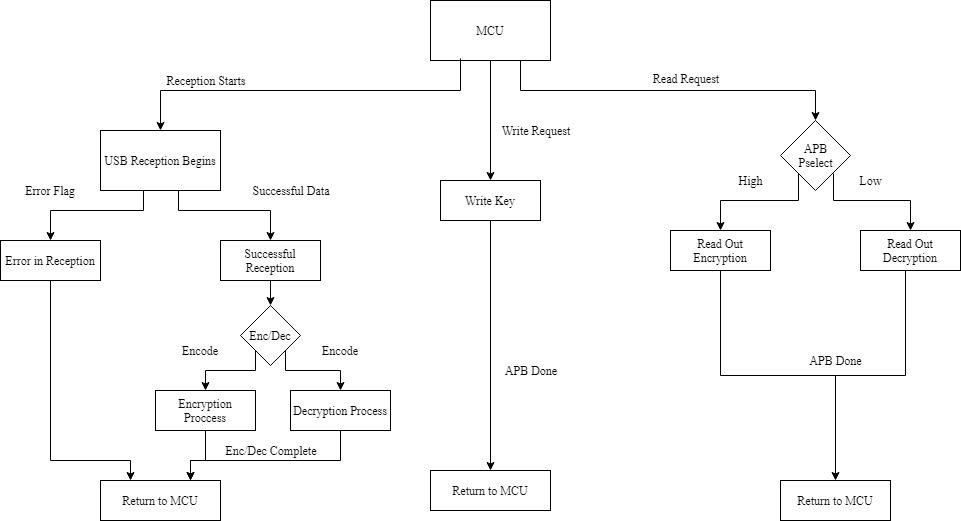 MCU
Reception Starts
Read Request
Write Request
USB Reception Begins
APB
Pselect
Error Flag
Successful Data
High
Low
Write Key
Error in Reception
Successful
Reception
Read Out
Encryption
Read Out
Decryption
Enc/Dec
Encode
Encode
APB Done
APB Done
Encryption
Proccess
Decryption Process
Enc/Dec Complete
Return to MCU
Return to MCU
Return to MCU